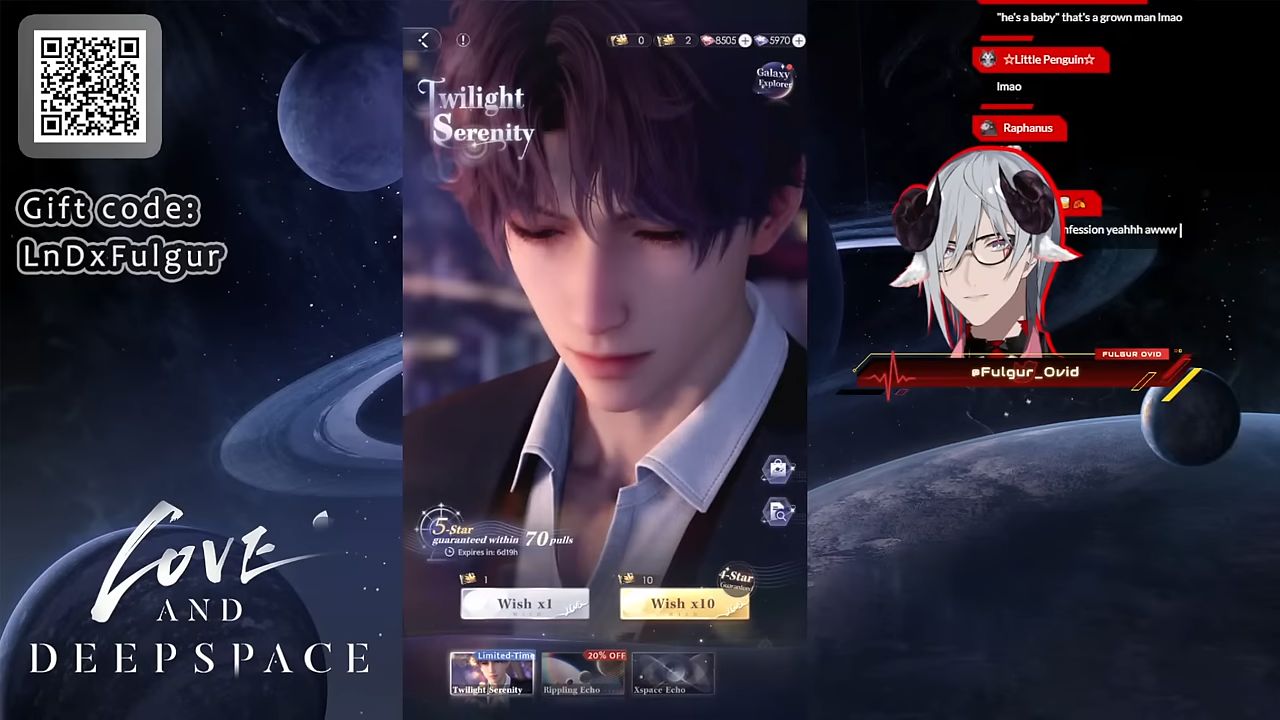 Gift code:
LnDxFulgur
LOVE
AND
DEEPSPACE
0
2
8505
5970
Galaxy
Explorer
Twilight
Serenity
5-Star
guaranteed within 70 pulls
Expires in: 6d19h
1
10
4-Star
Wish x1
Wish x10
Limited-Time
20% OFF
Twilight Serenity
Rippling Echo
Xspace Echo
"he's a baby" that's a grown man lmao
☆Little Penguin☆
lmao
Raphanus
nfession yeahhh awww
FULGUR OVID
@Fulgur_Ovid